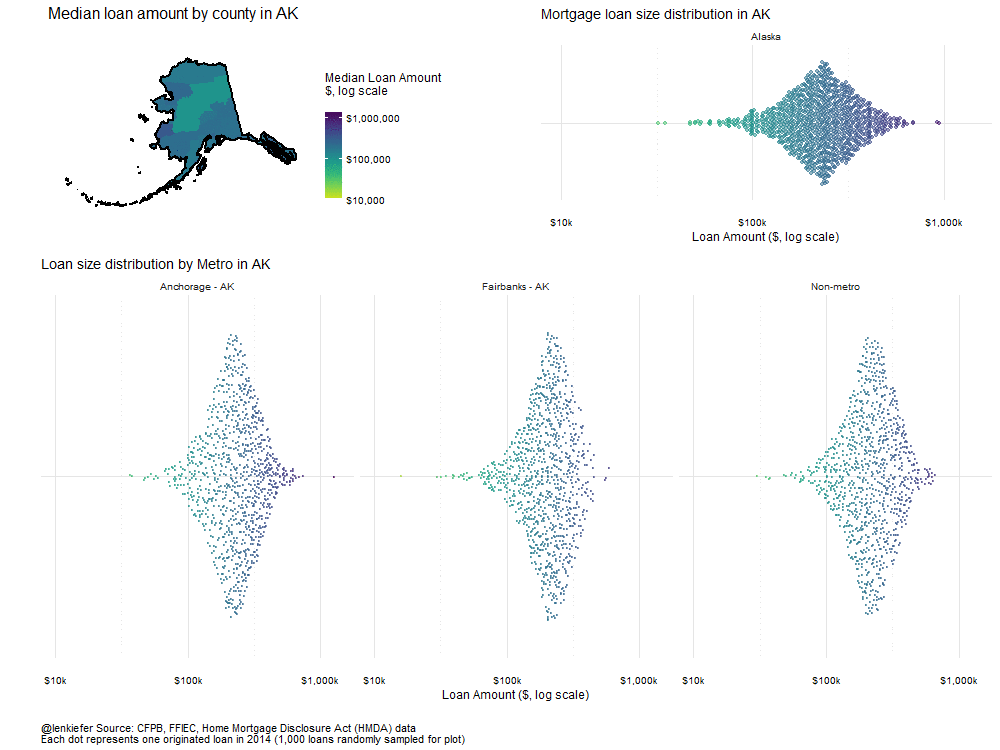 Median loan amount by county in AK
Median Loan Amount
$, log scale
$1,000,000
$100,000
$10,000
Mortgage loan size distribution in AK
Alaska
$10k
$100k
$1,000k
Loan Amount ($, log scale)
Loan size distribution by Metro in AK
Anchorage - AK
Fairbanks - AK
Non-metro
$10k
$100k
$1,000k
$10k
$100k
$1,000k
$10k
$100k
$1,000k
Loan Amount ($, log scale)
@lenkiefer Source: CFPB, FFIEC, Home Mortgage Disclosure Act (HMDA) data
Each dot represents one originated loan in 2014 (1,000 loans randomly sampled for plot)